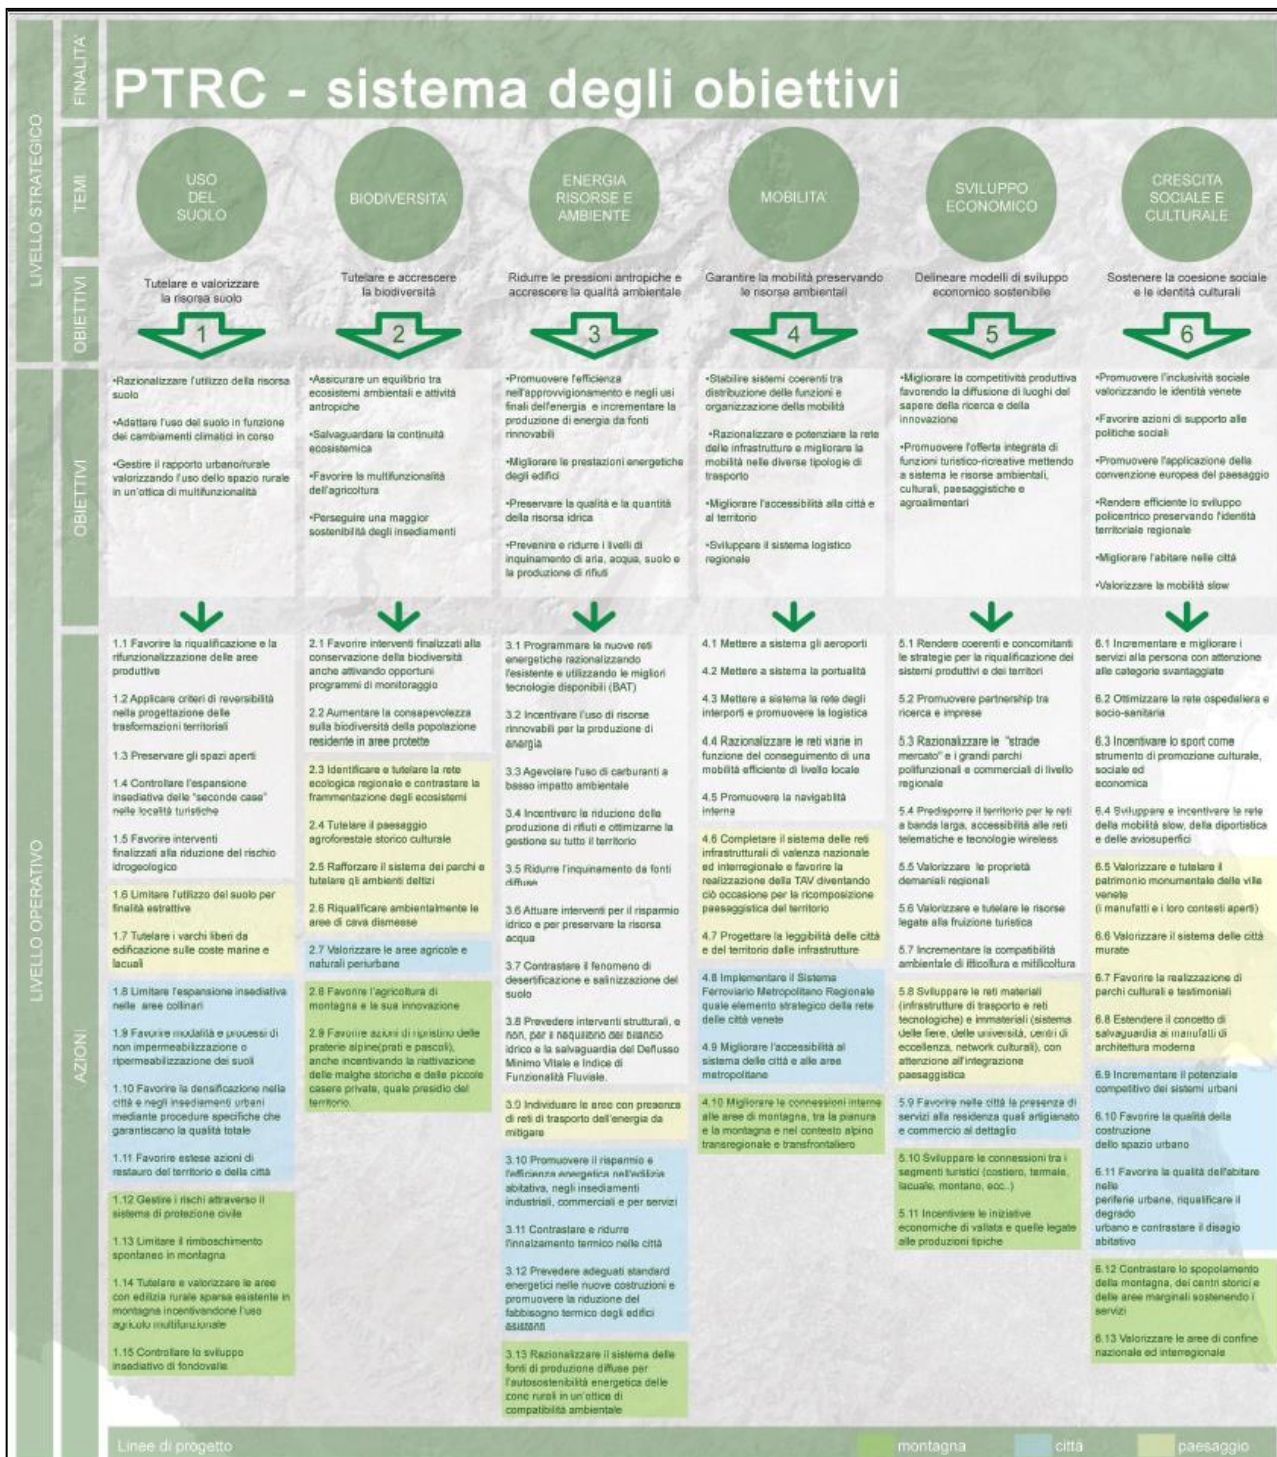 FINALITA'
PTRC - sistema degli obiettivi
LIVELLO STRATEGICO
TEMI
USO
DEL
SUOLO
BIODIVERSITA'
ENERGIA
RISORSE E
AMBIENTE
MOBILITA'
SVILUPPO
ECONOMICO
CRESCITA
SOCIALE E
CULTURALE
OBIETTIVI
Tutelare e valorizzare
la risorsa suolo
Tutelare e accrescere
la biodiversità
Ridurre le pressioni antropiche e
accrescere la qualità ambientale
Garantire la mobilità preservando
le risorse ambientali
Delineare modelli di sviluppo
economico sostenibile
Sostenere la coesione sociale
e le identità culturali
1
2
3
4
5
6
LIVELLO OPERATIVO
OBIETTIVI
•Razionalizzare l'utilizzo della risorsa
suolo
•Adattare l'uso del suolo in funzione
dei cambiamenti climatici in corso
•Gestire il rapporto urbano/rurale
valorizzando l'uso dello spazio rurale
in un'ottica di multifunzionalità
•Assicurare un equilibrio tra
ecosistemi ambientali e attività
antropiche
•Salvaguardare la continuità
ecosistemica
•Favorire la multifunzionalità
dell'agricoltura
•Perseguire una maggior
sostenibilità degli insediamenti
•Promuovere l'efficienza
nell'approvvigionamento e negli usi
finali dell'energia e incrementare la
produzione di energia da fonti
rinnovabili
•Migliorare le prestazioni energetiche
degli edifici
•Preservare la qualità e la quantità
della risorsa idrica
•Prevenire e ridurre i livelli di
inquinamento di aria, acqua, suolo e
la produzione di rifiuti
•Stabilire sistemi coerenti tra
distribuzione delle funzioni e
organizzazione della mobilità
•Razionalizzare e potenziare la rete
delle infrastrutture e migliorare la
mobilità nelle diverse tipologie di
trasporto
•Migliorare l'accessibilità alla città e
al territorio
•Sviluppare il sistema logistico
regionale
•Migliorare la competitività produttiva
favorendo la diffusione di luoghi del
sapere della ricerca e della
innovazione
•Promuovere l'offerta integrata di
funzioni turistico-ricreative mettendo
a sistema le risorse ambientali,
culturali, paesaggistiche e
agroalimentari
•Promuovere l'inclusività sociale
valorizzando le identità venete
•Favorire azioni di supporto alle
politiche sociali
•Promuovere l'applicazione della
convenzione europea del paesaggio
•Rendere efficiente lo sviluppo
policentrico preservando l'identità
territoriale regionale
•Migliorare l'abitare nelle città
•Valorizzare la mobilità slow
AZIONI
1.1 Favorire la riqualificazione e la
rifunzionalizzazione delle aree
produttive
1.2 Applicare criteri di reversibilità
nella progettazione delle
trasformazioni territoriali
1.3 Preservare gli spazi aperti
1.4 Controllare l'espansione
insediativa delle "seconde case"
nelle località turistiche
1.5 Favorire interventi
finalizzati alla riduzione del rischio
idrogeologico
1.6 Limitare l'utilizzo del suolo per
finalità estrattive
1.7 Tutelare i varchi liberi da
edificazione sulle coste marine e
lacuali
1.8 Limitare l'espansione insediativa
nelle aree collinari
1.9 Favorire modalità e processi di
non impermeabilizzazione o
ripermeabilizzazione dei suoli
1.10 Favorire la densificazione nella
città e negli insediamenti urbani
mediante procedure specifiche che
garantiscano la qualità totale
1.11 Favorire estese azioni di
restauro del territorio e della città
1.12 Gestire i rischi attraverso il
sistema di protezione civile
1.13 Limitare il rimboschimento
spontaneo in montagna
1.14 Tutelare e valorizzare le aree
con edilizia rurale sparsa esistente in
montagna incentivandone l'uso
agricolo multifunzionale
1.15 Controllare lo sviluppo
insediativo di fondovalle
2.1 Favorire interventi finalizzati alla
conservazione della biodiversità
anche attivando opportuni
programmi di monitoraggio
2.2 Aumentare la consapevolezza
sulla biodiversità della popolazione
residente in aree protette
2.3 Identificare e tutelare la rete
ecologica regionale e contrastare la
frammentazione degli ecosistemi
2.4 Tutelare il paesaggio
agroforestale storico culturale
2.5 Rafforzare il sistema dei parchi e
tutelare gli ambienti deltizi
2.6 Riqualificare ambientalmente le
aree di cava dismesse
2.7 Valorizzare le aree agricole e
naturali periurbane
2.8 Favorire l'agricoltura di
montagna e la sua innovazione
2.9 Favorire azioni di ripristino delle
praterie alpine(prati e pascoli),
anche incentivando la riattivazione
delle malghe storiche e delle piccole
casere private, quale presidio del
territorio.
3.1 Programmare le nuove reti
energetiche razionalizzando
l'esistente e utilizzando le migliori
tecnologie disponibili (BAT)
3.2 Incentivare l'uso di risorse
rinnovabili per la produzione di
energia
3.3 Agevolare l'uso di carburanti a
basso impatto ambientale
3.4 Incentivare la riduzione della
produzione di rifiuti e ottimizarne la
gestione su tutto il territorio
3.5 Ridurre l'inquinamento da fonti
diffuse
3.6 Attuare interventi per il risparmio
idrico e per preservare la risorsa
acqua
3.7 Contrastare il fenomeno di
desertificazione e salinizzazione del
suolo
3.8 Prevedere interventi strutturali, e
non, per il riequilibrio del bilancio
idrico e la salvaguardia del Deflusso
Minimo Vitale e Indice di
Funzionalità Fluviale.
3.9 Individuare le aree con presenza
di reti di trasporto dell'energia da
mitigare
3.10 Promuovere il risparmio e
l'efficienza energetica nell'edilizia
abitativa, negli insediamenti
industriali, commerciali e per servizi
3.11 Contrastare e ridurre
l'innalzamento termico nelle città
3.12 Prevedere adeguati standard
energetici nelle nuove costruzioni e
promuovere la riduzione del
fabbisogno termico degli edifici
esistenti
3.13 Razionalizzare il sistema delle
fonti di produzione diffuse per
l'autosostenibilità energetica delle
zone rurali in un'ottica di
compatibilità ambientale
4.1 Mettere a sistema gli aeroporti
4.2 Mettere a sistema la portualità
4.3 Mettere a sistema la rete degli
interporti e promuovere la logistica
4.4 Razionalizzare le reti viarie in
funzione del conseguimento di una
mobilità efficiente di livello locale
4.5 Promuovere la navigabilità
interna
4.6 Completare il sistema delle reti
infrastrutturali di valenza nazionale
ed interregionale e favorire la
realizzazione della TAV diventando
ciò occasione per la ricomposizione
paesaggistica del territorio
4.7 Progettare la leggibilità delle città
e del territorio dalle infrastrutture
4.8 Implementare il Sistema
Ferroviario Metropolitano Regionale
quale elemento strategico della rete
delle città venete
4.9 Migliorare l'accessibilità al
sistema delle città e alle aree
metropolitane
4.10 Migliorare le connessioni interne
alle aree di montagna, tra la pianura
e la montagna e nel contesto alpino
transregionale e transfrontaliero
5.1 Rendere coerenti e concomitanti
le strategie per la riqualificazione dei
sistemi produttivi e dei territori
5.2 Promuovere partnership tra
ricerca e imprese
5.3 Razionalizzare le "strade
mercato" e i grandi parchi
polifunzionali e commerciali di livello
regionale
5.4 Predisporre il territorio per le reti
a banda larga, accessibilità alle reti
telematiche e tecnologie wireless
5.5 Valorizzare le proprietà
demaniali regionali
5.6 Valorizzare e tutelare le risorse
legate alla fruizione turistica
5.7 Incrementare la compatibilità
ambientale di itticoltura e mitilicoltura
5.8 Sviluppare le reti materiali
(infrastrutture di trasporto e reti
tecnologiche) e immateriali (sistema
delle fiere, delle università, centri di
eccellenza, network culturali), con
attenzione all'integrazione
paesaggistica
5.9 Favorire nelle città la presenza di
servizi alla residenza quali artigianato
e commercio al dettaglio
5.10 Sviluppare le connessioni tra i
segmenti turistici (costiero, termale,
lacuale, montano, ecc..)
5.11 Incentivare le iniziative
economiche di vallata e quelle legate
alle produzioni tipiche
6.1 Incrementare e migliorare i
servizi alla persona con attenzione
alle categorie svantaggiate
6.2 Ottimizzare la rete ospedaliera e
socio-sanitaria
6.3 Incentivare lo sport come
strumento di promozione culturale,
sociale ed
economica
6.4 Sviluppare e incentivare la rete
della mobilità slow, della diportistica
e delle aviosuperfici
6.5 Valorizzare e tutelare il
patrimonio monumentale delle ville
venete
(i manufatti e i loro contesti aperti)
6.6 Valorizzare il sistema delle città
murate
6.7 Favorire la realizzazione di
parchi culturali e testimoniali
6.8 Estendere il concetto di
salvaguardia ai manufatti di
architettura moderna
6.9 Incrementare il potenziale
competitivo dei sistemi urbani
6.10 Favorire la qualità della
costruzione
dello spazio urbano
6.11 Favorire la qualità dell'abitare
nelle
periferie urbane, riqualificare il
degrado
urbano e contrastare il disagio
abitativo
6.12 Contrastare lo spopolamento
della montagna, dei centri storici e
delle aree marginali sostenendo i
servizi
6.13 Valorizzare le aree di confine
nazionale ed interregionale
Linee di progetto
montagna
città
paesaggio